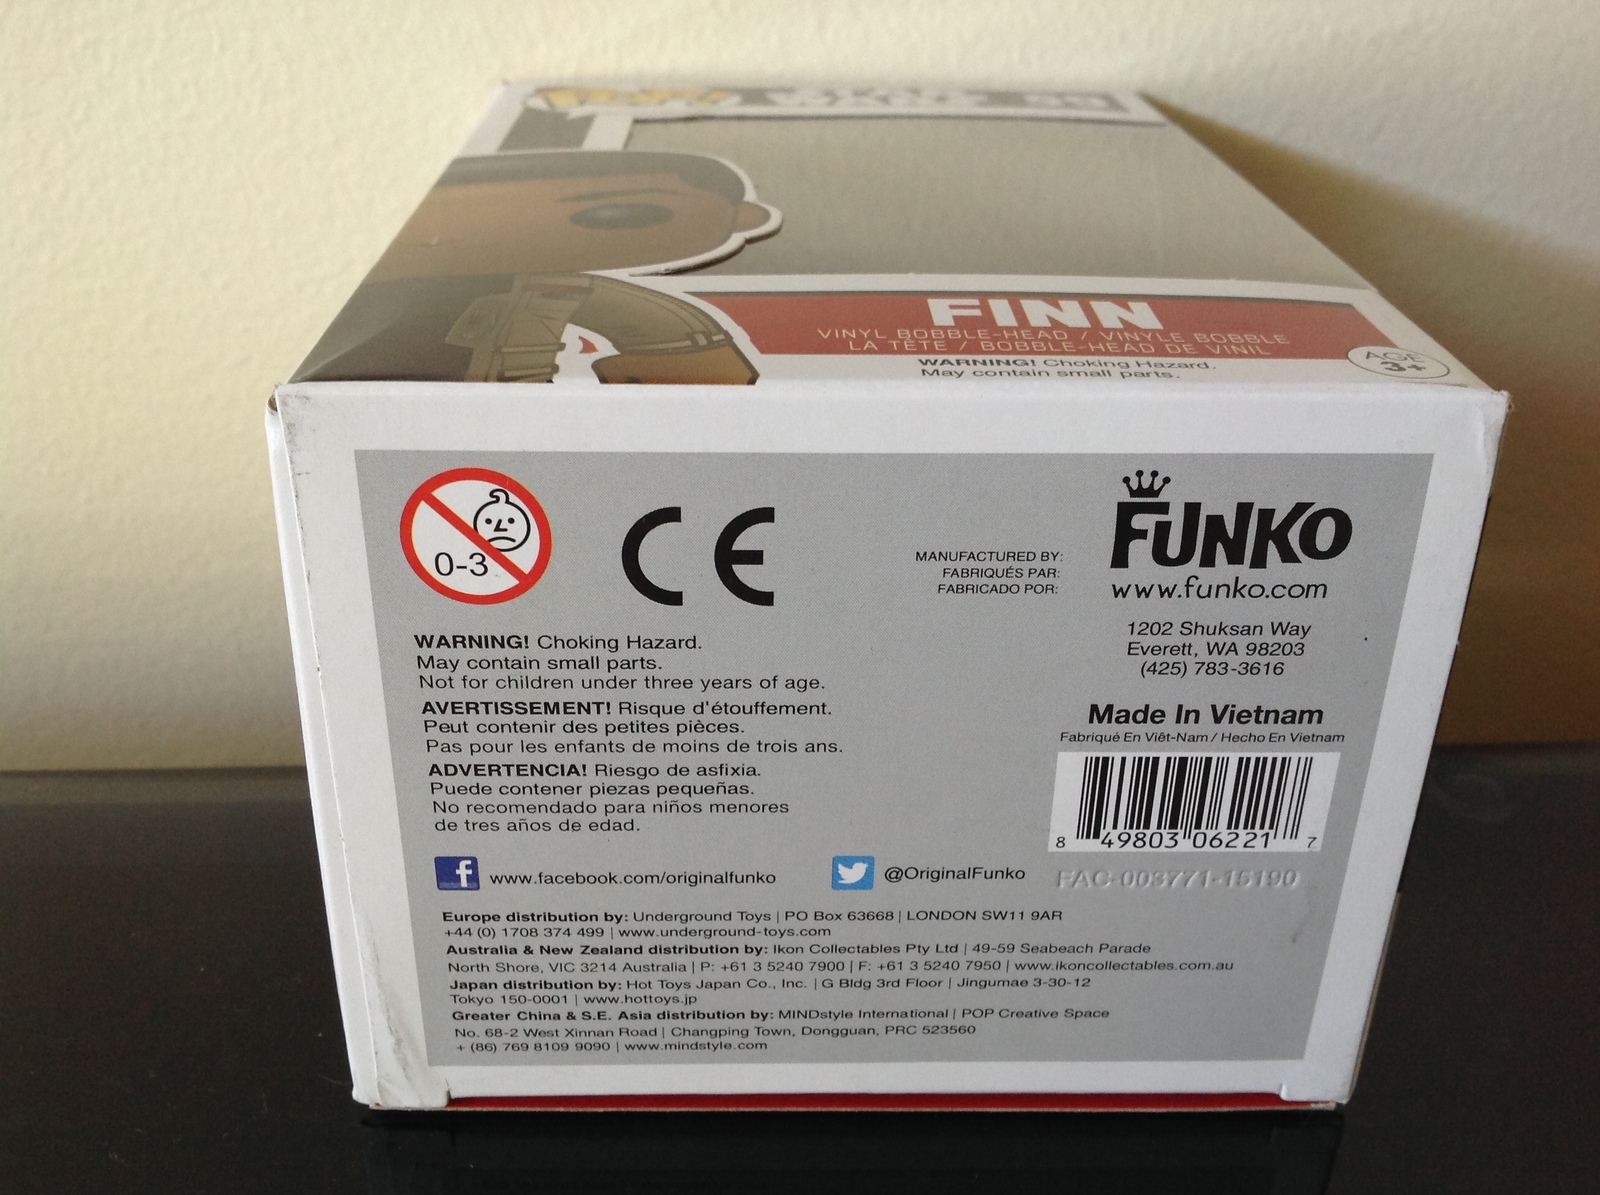 STAR WARS
FINN
VINYL BOBBLE-HEAD / VINYLE BOBBLE
LA TÊTE / BOBBLE-HEAD DE VINIL
WARNING! Choking Hazard.
May contain small parts.
AGE
3+
0-3
CE
MANUFACTURED BY:
FABRIQUÉS PAR:
FABRICADO POR:
FUNKO
www.funko.com
1202 Shuksan Way
Everett, WA 98203
(425) 783-3616
WARNING! Choking Hazard.
May contain small parts.
Not for children under three years of age.
AVERTISSEMENT! Risque d'étouffement.
Peut contenir des petites pièces.
Pas pour les enfants de moins de trois ans.
ADVERTENCIA! Riesgo de asfixia.
Puede contener piezas pequeñas.
No recomendado para niños menores
de tres años de edad.
Made In Vietnam
Fabriqué En Viêt-Nam / Hecho En Vietnam
8 49803 06221 7
FAC-003771-15190
www.facebook.com/originalfunko
@OriginalFunko
Europe distribution by: Underground Toys | PO Box 63668 | LONDON SW11 9AR
+44 (0) 1708 374 499 | www.underground-toys.com
Australia & New Zealand distribution by: Ikon Collectables Pty Ltd | 49-59 Seabeach Parade
North Shore, VIC 3214 Australia | P: +61 3 5240 7900 | F: +61 3 5240 7950 | www.ikoncollectables.com.au
Japan distribution by: Hot Toys Japan Co., Inc. | G Bldg 3rd Floor | Jingumae 3-30-12
Tokyo 150-0001 | www.hottoys.jp
Greater China & S.E. Asia distribution by: MINDstyle International | POP Creative Space
No. 68-2 West Xinnan Road | Changping Town, Dongguan, PRC 523560
+ (86) 769 8109 9090 | www.mindstyle.com